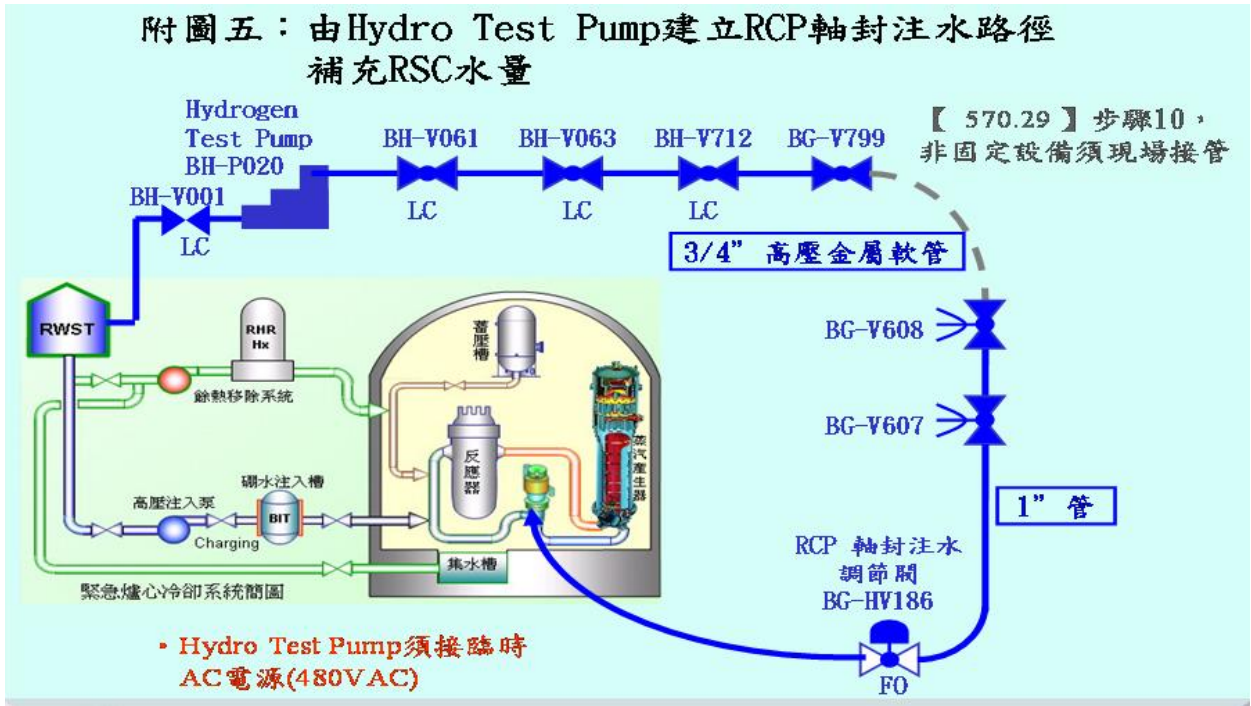 附圖五：由Hydro Test Pump建立RCP軸封注水路徑
補充RSC水量
Hydrogen
Test Pump
BH-P020
BH-V001
LC
BH-V061
LC
BH-V063
LC
BH-V712
LC
BG-V799
【 570.29 】步驟10，
非固定設備須現場接管
3/4” 高壓金屬軟管
BG-V608
BG-V607
1” 管
RCP 軸封注水
調節閥
BG-HV186
FO
RWST
RHR
Hx
餘熱移除系統
蓄壓槽
反應器
蒸汽產生器
硼水注入槽
高壓注入泵
BIT
Charging
集水槽
緊急爐心冷卻系統簡圖
·Hydro Test Pump須接臨時
AC電源(480VAC)